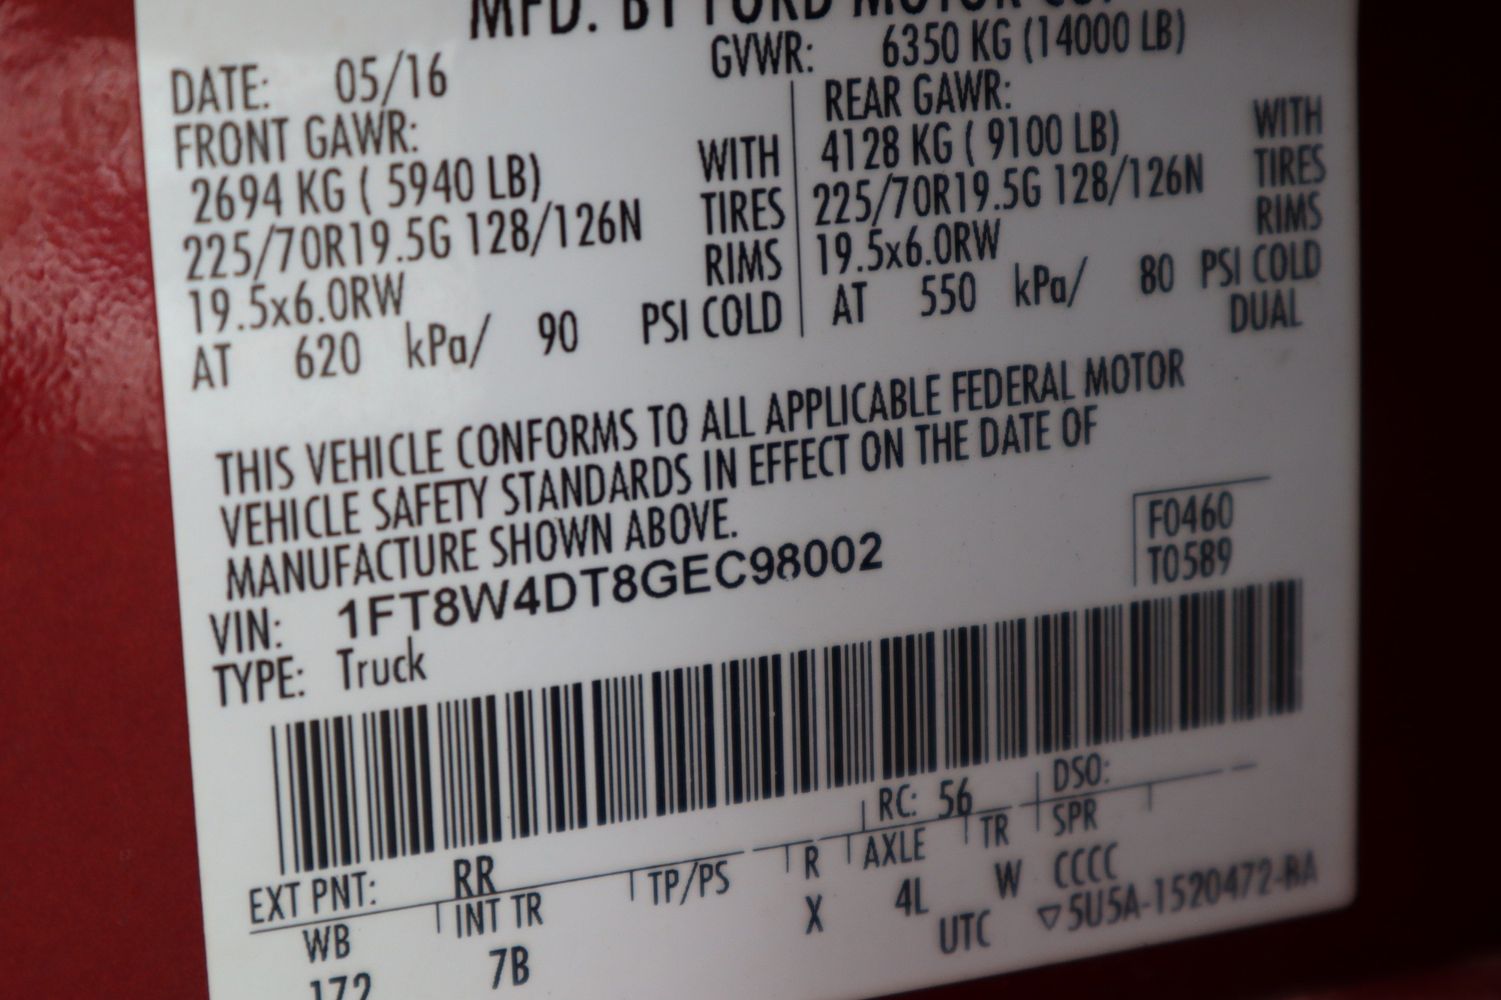 MFD. BY FORD MOTOR CO.
DATE: 05/16 GVWR: 6350 KG (14000 LB)
FRONT GAWR: REAR GAWR:
2694 KG ( 5940 LB) WITH 4128 KG ( 9100 LB) WITH
225/70R19.5G 128/126N TIRES 225/70R19.5G 128/126N TIRES
19.5x6.0RW RIMS 19.5x6.0RW RIMS
AT 620 kPa/ 90 PSI COLD AT 550 kPa/ 80 PSI COLD
DUAL
THIS VEHICLE CONFORMS TO ALL APPLICABLE FEDERAL MOTOR
VEHICLE SAFETY STANDARDS IN EFFECT ON THE DATE OF
MANUFACTURE SHOWN ABOVE.
F0460
T0589
VIN: 1FT8W4DT8GEC98002
TYPE: Truck
EXT PNT: RR RC: 56 DSO:
WB INT TR TP/PS R AXLE TR SPR
172 7B X 4L W CCCC
UTC ▽5U5A-1520472-BA